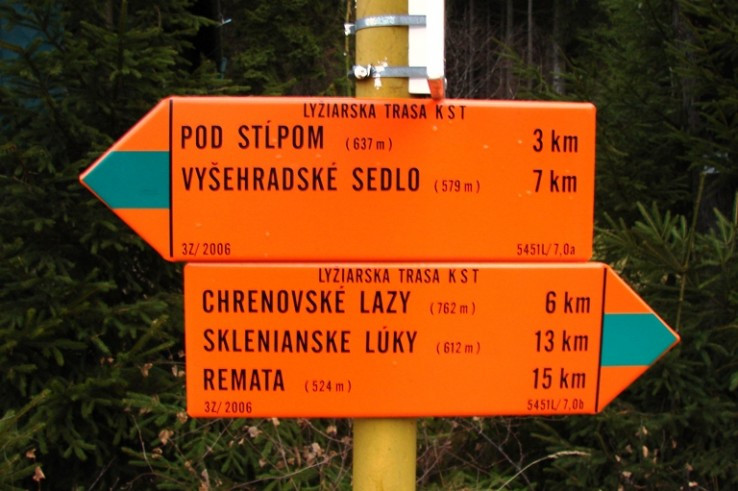 LYŽIARSKA TRASA KST
POD STĹPOM (637 m) 3 km
VYŠEHRADSKÉ SEDLO (579 m) 7 km
3Z/2006 5451L/7,0a
LYŽIARSKA TRASA KST
CHRENOVSKÉ LAZY (762 m) 6 km
SKLENIANSKE LÚKY (612 m) 13 km
REMATA (524 m) 15 km
3Z/2006 5451L/7,0b